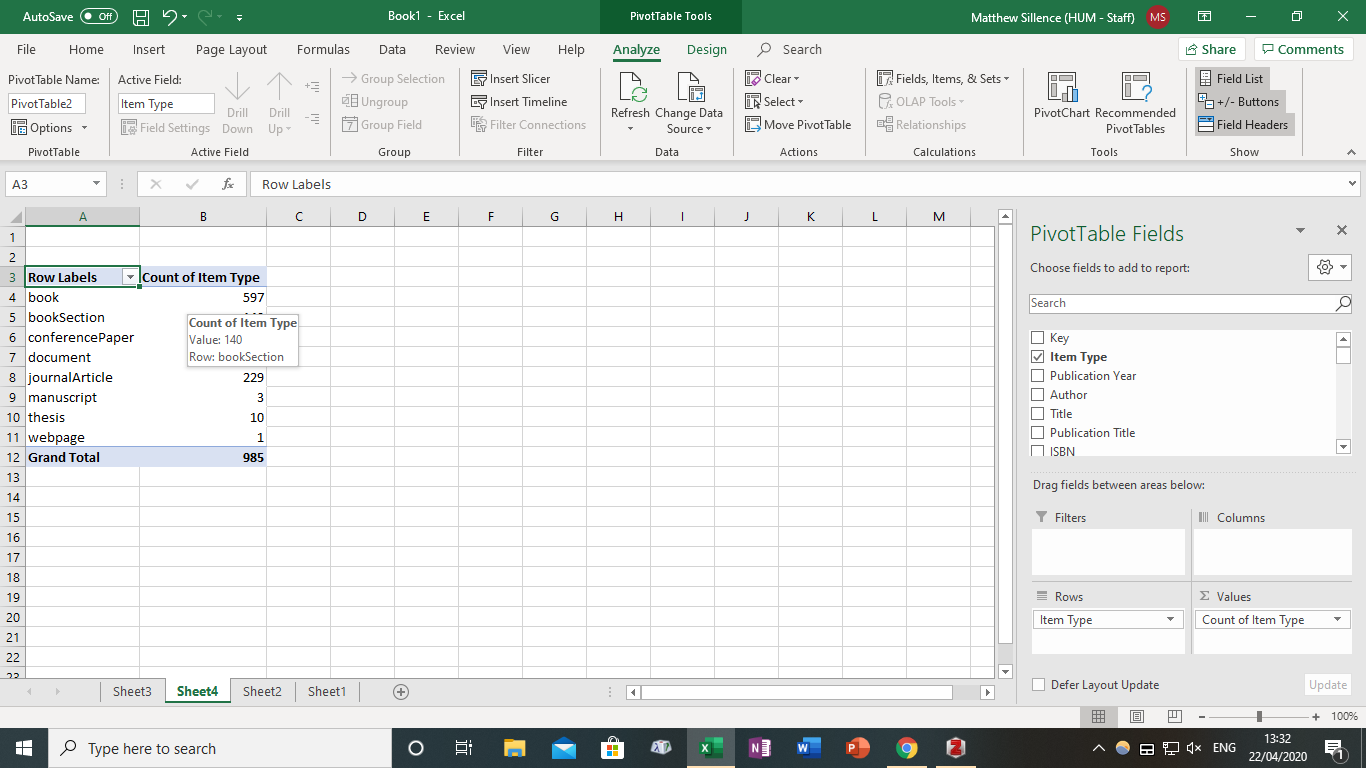 AutoSave Off Book1 - Excel PivotTable Tools Matthew Sillence (HUM - Staff) MS
File Home Insert Page Layout Formulas Data Review View Help Analyze Design Search Share Comments
PivotTable Name:
PivotTable2
Options
PivotTable
Active Field:
Item Type
Field Settings
Drill Down
Drill Up
Active Field
Group Selection
Ungroup
Group Field
Group
Insert Slicer
Insert Timeline
Filter Connections
Filter
Refresh
Change Data Source
Data
Clear
Select
Move PivotTable
Actions
Fields, Items, & Sets
OLAP Tools
Relationships
Calculations
PivotChart
Recommended PivotTables
Tools
Field List
+/- Buttons
Field Headers
Show
A3 fx Row Labels
A B C D E F G H I J K L M
1
2
3 Row Labels Count of Item Type
4 book 597
5 bookSection
6 conferencePaper
7 document
8 journalArticle 229
9 manuscript 3
10 thesis 10
11 webpage 1
12 Grand Total 985
13
14
15
16
17
18
19
20
21
22
23
Count of Item Type
Value: 140
Row: bookSection
PivotTable Fields
Choose fields to add to report:
Search
Key
Item Type
Publication Year
Author
Title
Publication Title
ISBN
Drag fields between areas below:
Filters
Columns
Rows
Item Type
Values
Count of Item Type
Defer Layout Update Update
Sheet3 Sheet4 Sheet2 Sheet1
100%
Type here to search
ENG
13:32
22/04/2020
1